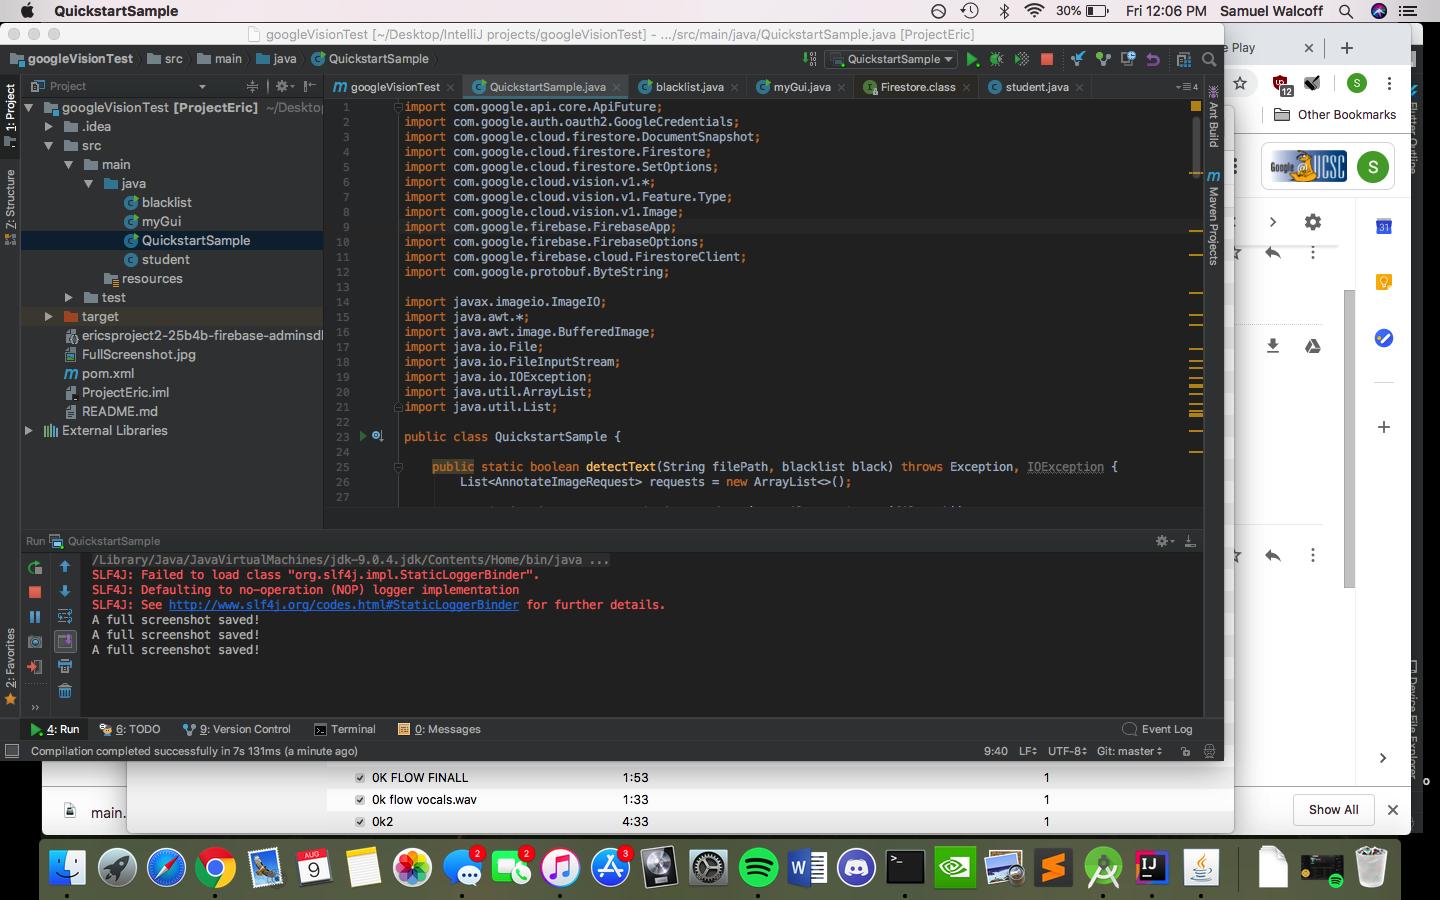 QuickstartSample
30%
Fri 12:06 PM
Samuel Walcoff
googleVisionTest [~/Desktop/IntelliJ projects/googleVisionTest] - .../src/main/java/QuickstartSample.java [ProjectEric]
googleVisionTest
src
main
java
QuickstartSample
QuickstartSample
Project
googleVisionTest
QuickstartSample.java
blacklist.java
myGui.java
Firestore.class
student.java
4
1: Project
7: Structure
2: Favorites
googleVisionTest [ProjectEric] ~/Deskto
.idea
src
main
java
blacklist
myGui
QuickstartSample
student
resources
test
target
ericsproject2-25b4b-firebase-adminsdl
FullScreenshot.jpg
pom.xml
ProjectEric.iml
README.md
External Libraries
1 import com.google.api.core.ApiFuture;
2 import com.google.auth.oauth2.GoogleCredentials;
3 import com.google.cloud.firestore.DocumentSnapshot;
4 import com.google.cloud.firestore.Firestore;
5 import com.google.cloud.firestore.SetOptions;
6 import com.google.cloud.vision.v1.*;
7 import com.google.cloud.vision.v1.Feature.Type;
8 import com.google.cloud.vision.v1.Image;
9 import com.google.firebase.FirebaseApp;
10 import com.google.firebase.FirebaseOptions;
11 import com.google.firebase.cloud.FirestoreClient;
12 import com.google.protobuf.ByteString;
13
14 import javax.imageio.ImageIO;
15 import java.awt.*;
16 import java.awt.image.BufferedImage;
17 import java.io.File;
18 import java.io.FileInputStream;
19 import java.io.IOException;
20 import java.util.ArrayList;
21 import java.util.List;
22
23 public class QuickstartSample {
24
25 public static boolean detectText(String filePath, blacklist black) throws Exception, IOException {
26 List<AnnotateImageRequest> requests = new ArrayList<>();
27
Ant Build
Maven Projects
Run QuickstartSample
/Library/Java/JavaVirtualMachines/jdk-9.0.4.jdk/Contents/Home/bin/java ...
SLF4J: Failed to load class "org.slf4j.impl.StaticLoggerBinder".
SLF4J: Defaulting to no-operation (NOP) logger implementation
SLF4J: See http://www.slf4j.org/codes.html#StaticLoggerBinder for further details.
A full screenshot saved!
A full screenshot saved!
A full screenshot saved!
4: Run
6: TODO
9: Version Control
Terminal
0: Messages
Event Log
Compilation completed successfully in 7s 131ms (a minute ago)
9:40
LF
UTF-8
Git: master
Play
12
S
Other Bookmarks
Google @ UCSC
S
31
Flutter Outline
Device File Explorer
0K FLOW FINALL 1:53 1
0k flow vocals.wav 1:33 1
0k2 4:33 1
main.
Show All
AUG
9
2
2
3
W
IJ